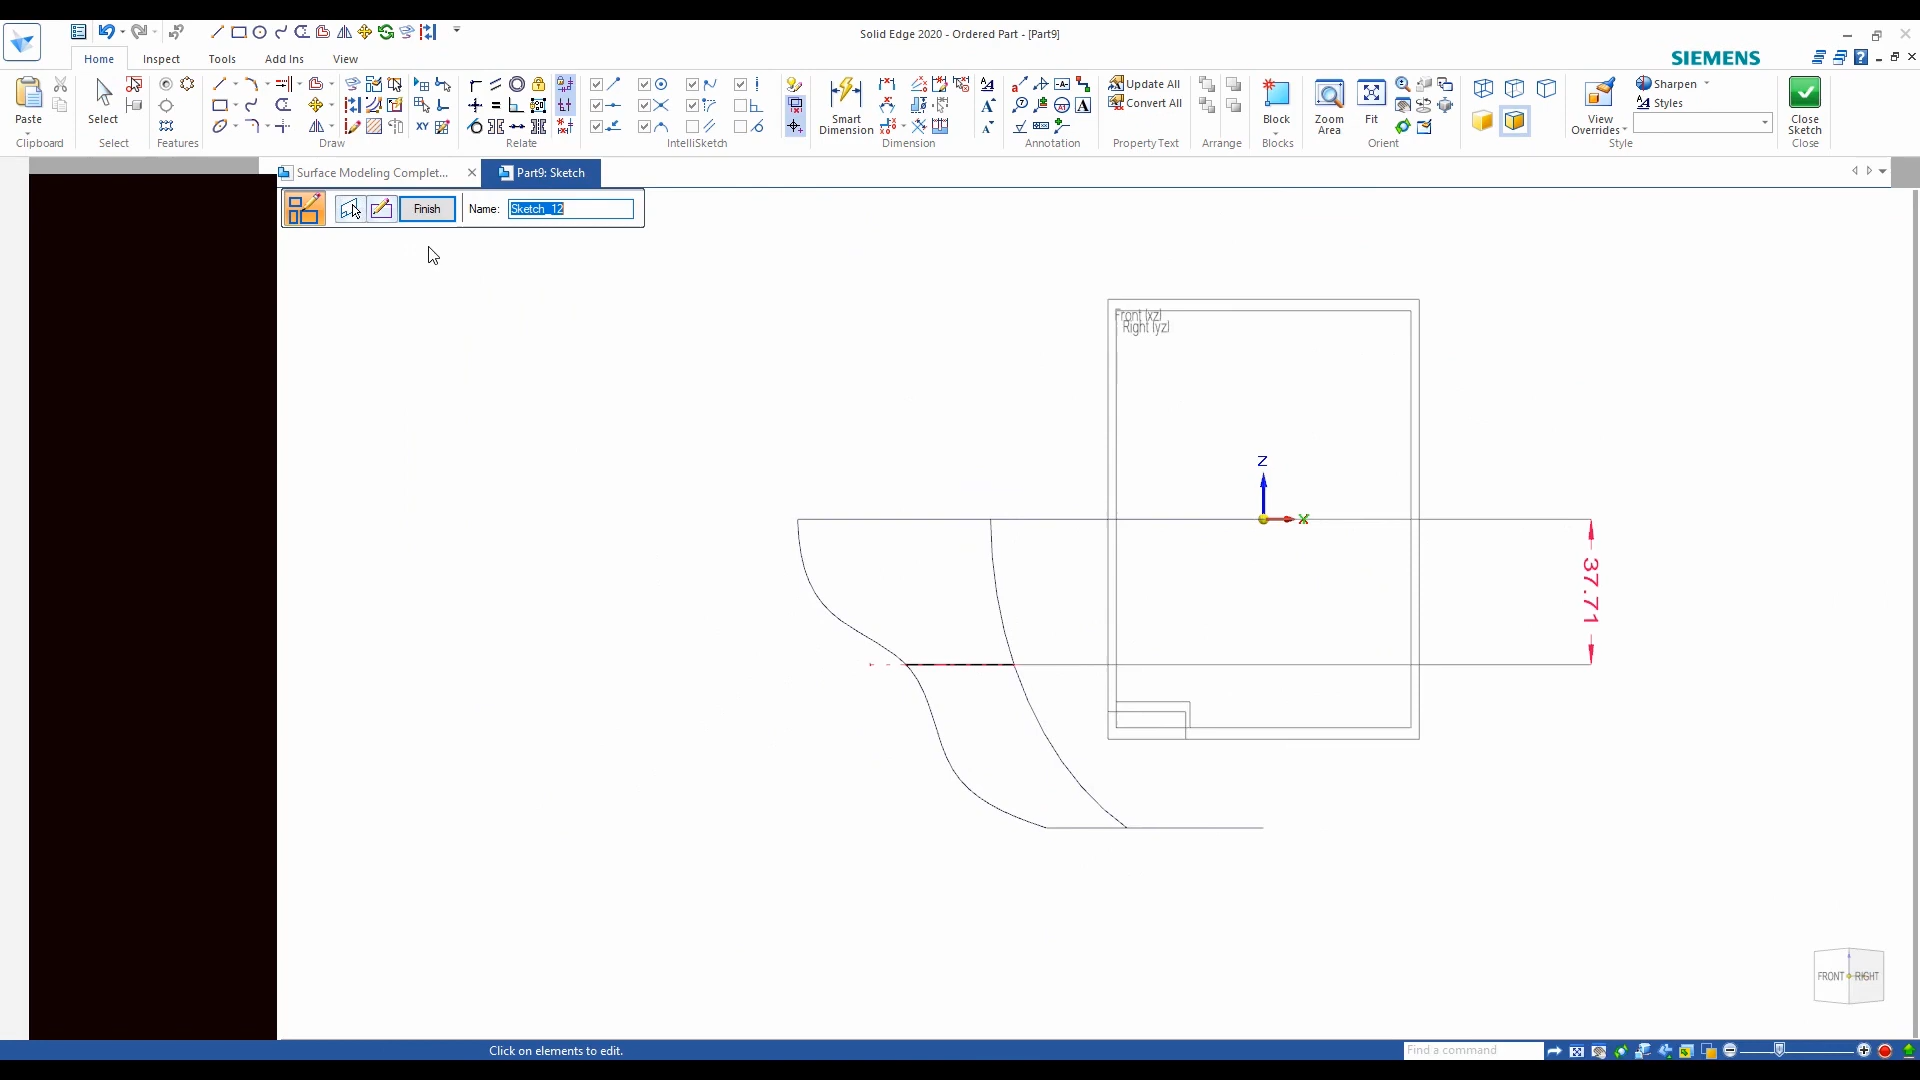 Solid Edge 2020 - Ordered Part - [Part9]
Home
Inspect
Tools
Sketching
Add Ins
View
SIEMENS
Paste
Select
Smart
Dimension
Update All
Convert All
Block
Zoom
Area
Fit
View
Overrides
Sharpen
Styles
Close
Sketch
Clipboard
Select
Features
Draw
Relate
IntelliSketch
Dimension
Annotation
PropertyText
Arrange
Blocks
Orient
Style
Close
Surface Modeling Complet...
Part9: Sketch
Finish
Name:
Sketch_12
Front (xz)
Right (yz)
Z
X
37.71
FRONT
RIGHT
Click on elements to edit.
Find a command